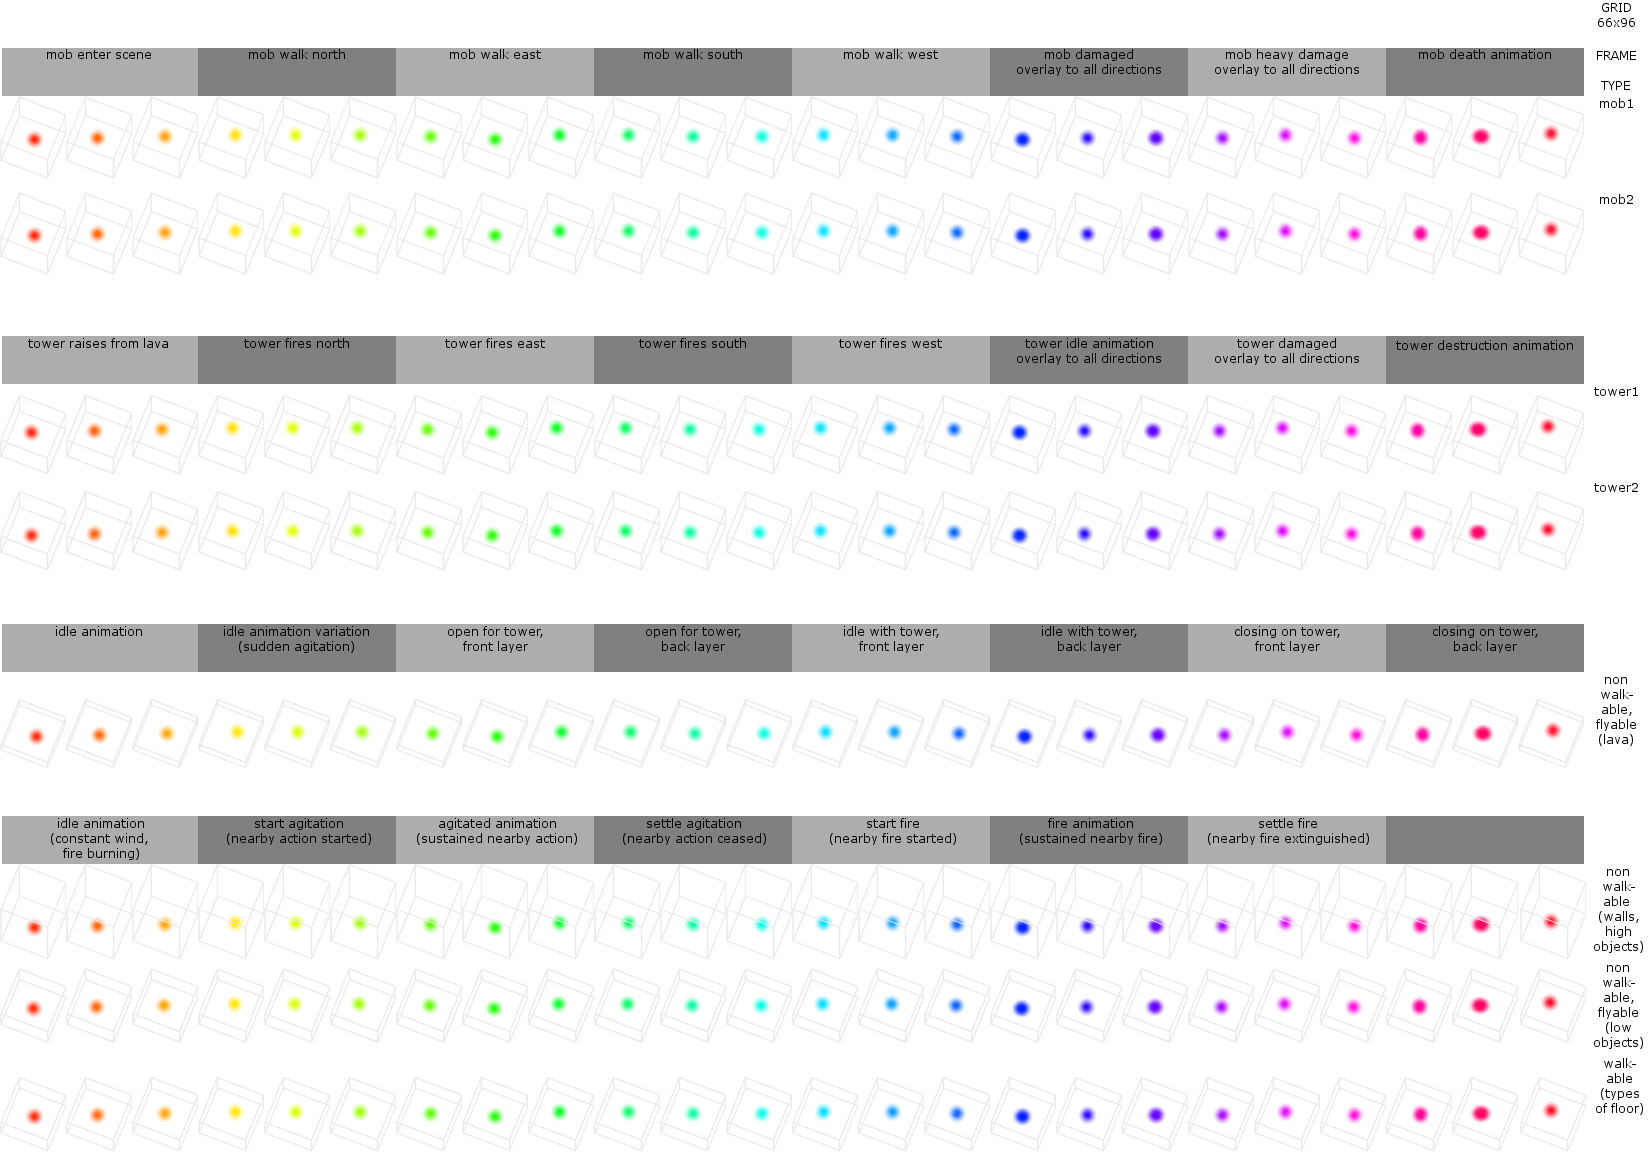 GRID
66x96
mob enter scene
mob walk north
mob walk east
mob walk south
mob walk west
mob damaged
overlay to all directions
mob heavy damage
overlay to all directions
mob death animation
FRAME
TYPE
mob1
mob2
tower raises from lava
tower fires north
tower fires east
tower fires south
tower fires west
tower idle animation
overlay to all directions
tower damaged
overlay to all directions
tower destruction animation
tower1
tower2
idle animation
idle animation variation
(sudden agitation)
open for tower,
front layer
open for tower,
back layer
idle with tower,
front layer
idle with tower,
back layer
closing on tower,
front layer
closing on tower,
back layer
non
walk-
able,
flyable
(lava)
idle animation
(constant wind,
fire burning)
start agitation
(nearby action started)
agitated animation
(sustained nearby action)
settle agitation
(nearby action ceased)
start fire
(nearby fire started)
fire animation
(sustained nearby fire)
settle fire
(nearby fire extinguished)
non
walk-
able
(walls,
high
objects)
non
walk-
able,
flyable
(low
objects)
walk-
able
(types
of floor)